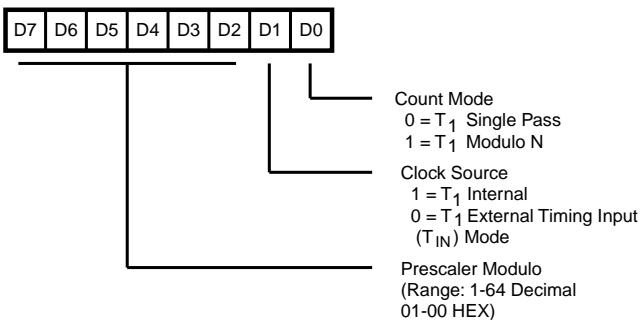 D7 D6 D5 D4 D3 D2 D1 D0
Count Mode
0 = T1 Single Pass
1 = T1 Modulo N
Clock Source
1 = T1 Internal
0 = T1 External Timing Input
(TIN) Mode
Prescaler Modulo
(Range: 1-64 Decimal
01-00 HEX)